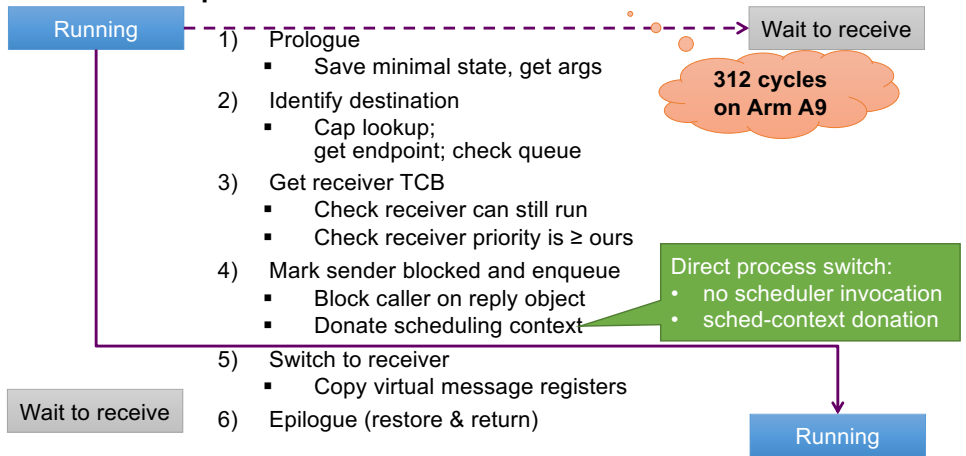 Running
Wait to receive
1) Prologue
▪ Save minimal state, get args
312 cycles
on Arm A9
2) Identify destination
▪ Cap lookup;
get endpoint; check queue
3) Get receiver TCB
▪ Check receiver can still run
▪ Check receiver priority is ≥ ours
4) Mark sender blocked and enqueue
▪ Block caller on reply object
▪ Donate scheduling context
Direct process switch:
• no scheduler invocation
• sched-context donation
5) Switch to receiver
▪ Copy virtual message registers
Wait to receive
6) Epilogue (restore & return)
Running